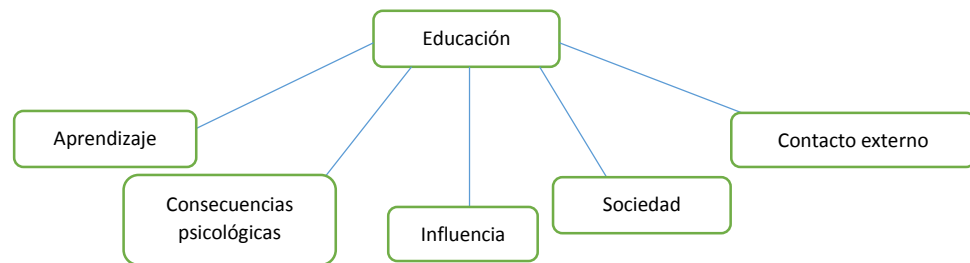 Educación
Aprendizaje
Contacto externo
Consecuencias
psicológicas
Sociedad
Influencia